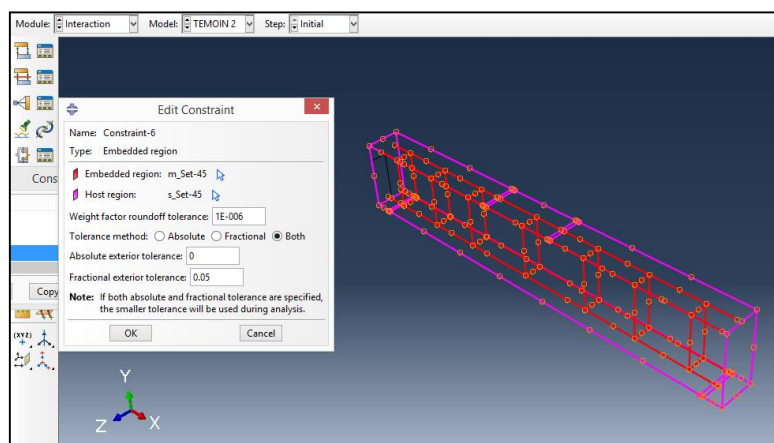 Module: Interaction Model: TEMOIN 2 Step: Initial
Edit Constraint
Name: Constraint-6
Type: Embedded region
Embedded region: m_Set-45
Host region: s_Set-45
Weight factor roundoff tolerance: 1E-006
Tolerance method: Absolute Fractional Both
Absolute exterior tolerance: 0
Fractional exterior tolerance: 0.05
Note: If both absolute and fractional tolerance are specified,
the smaller tolerance will be used during analysis.
OK Cancel
Cons
Copy
(XYZ)
Y
Z X